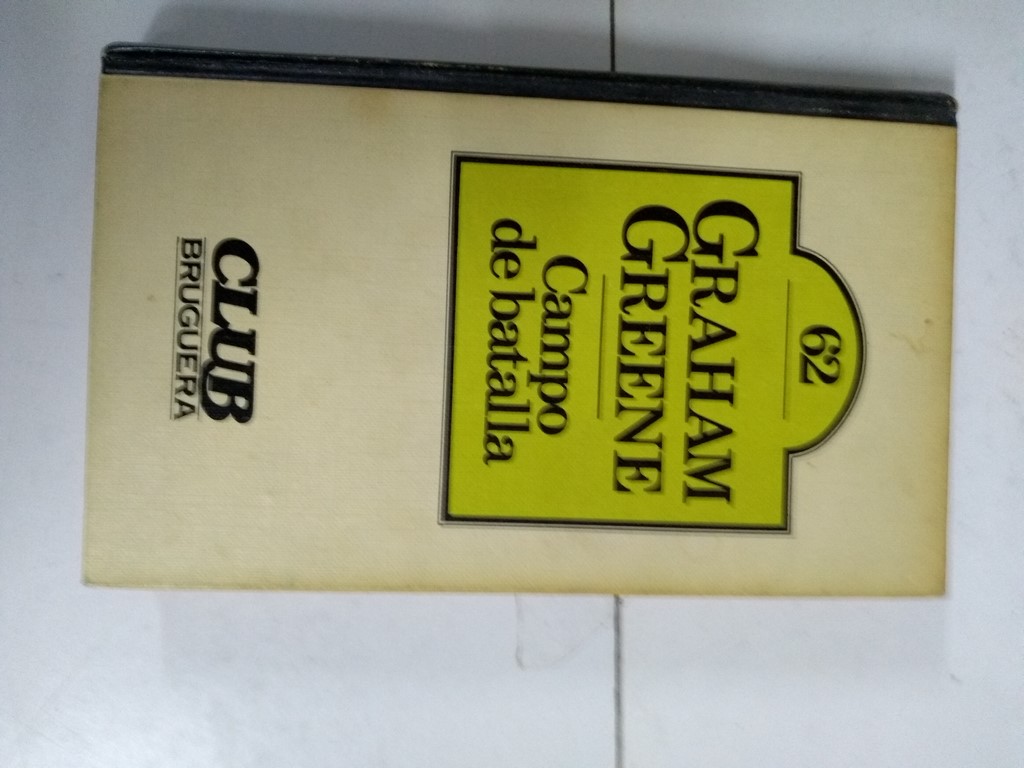 62
GRAHAM
GREENE
Campo
de batalla
CLUB
BRUGUERA